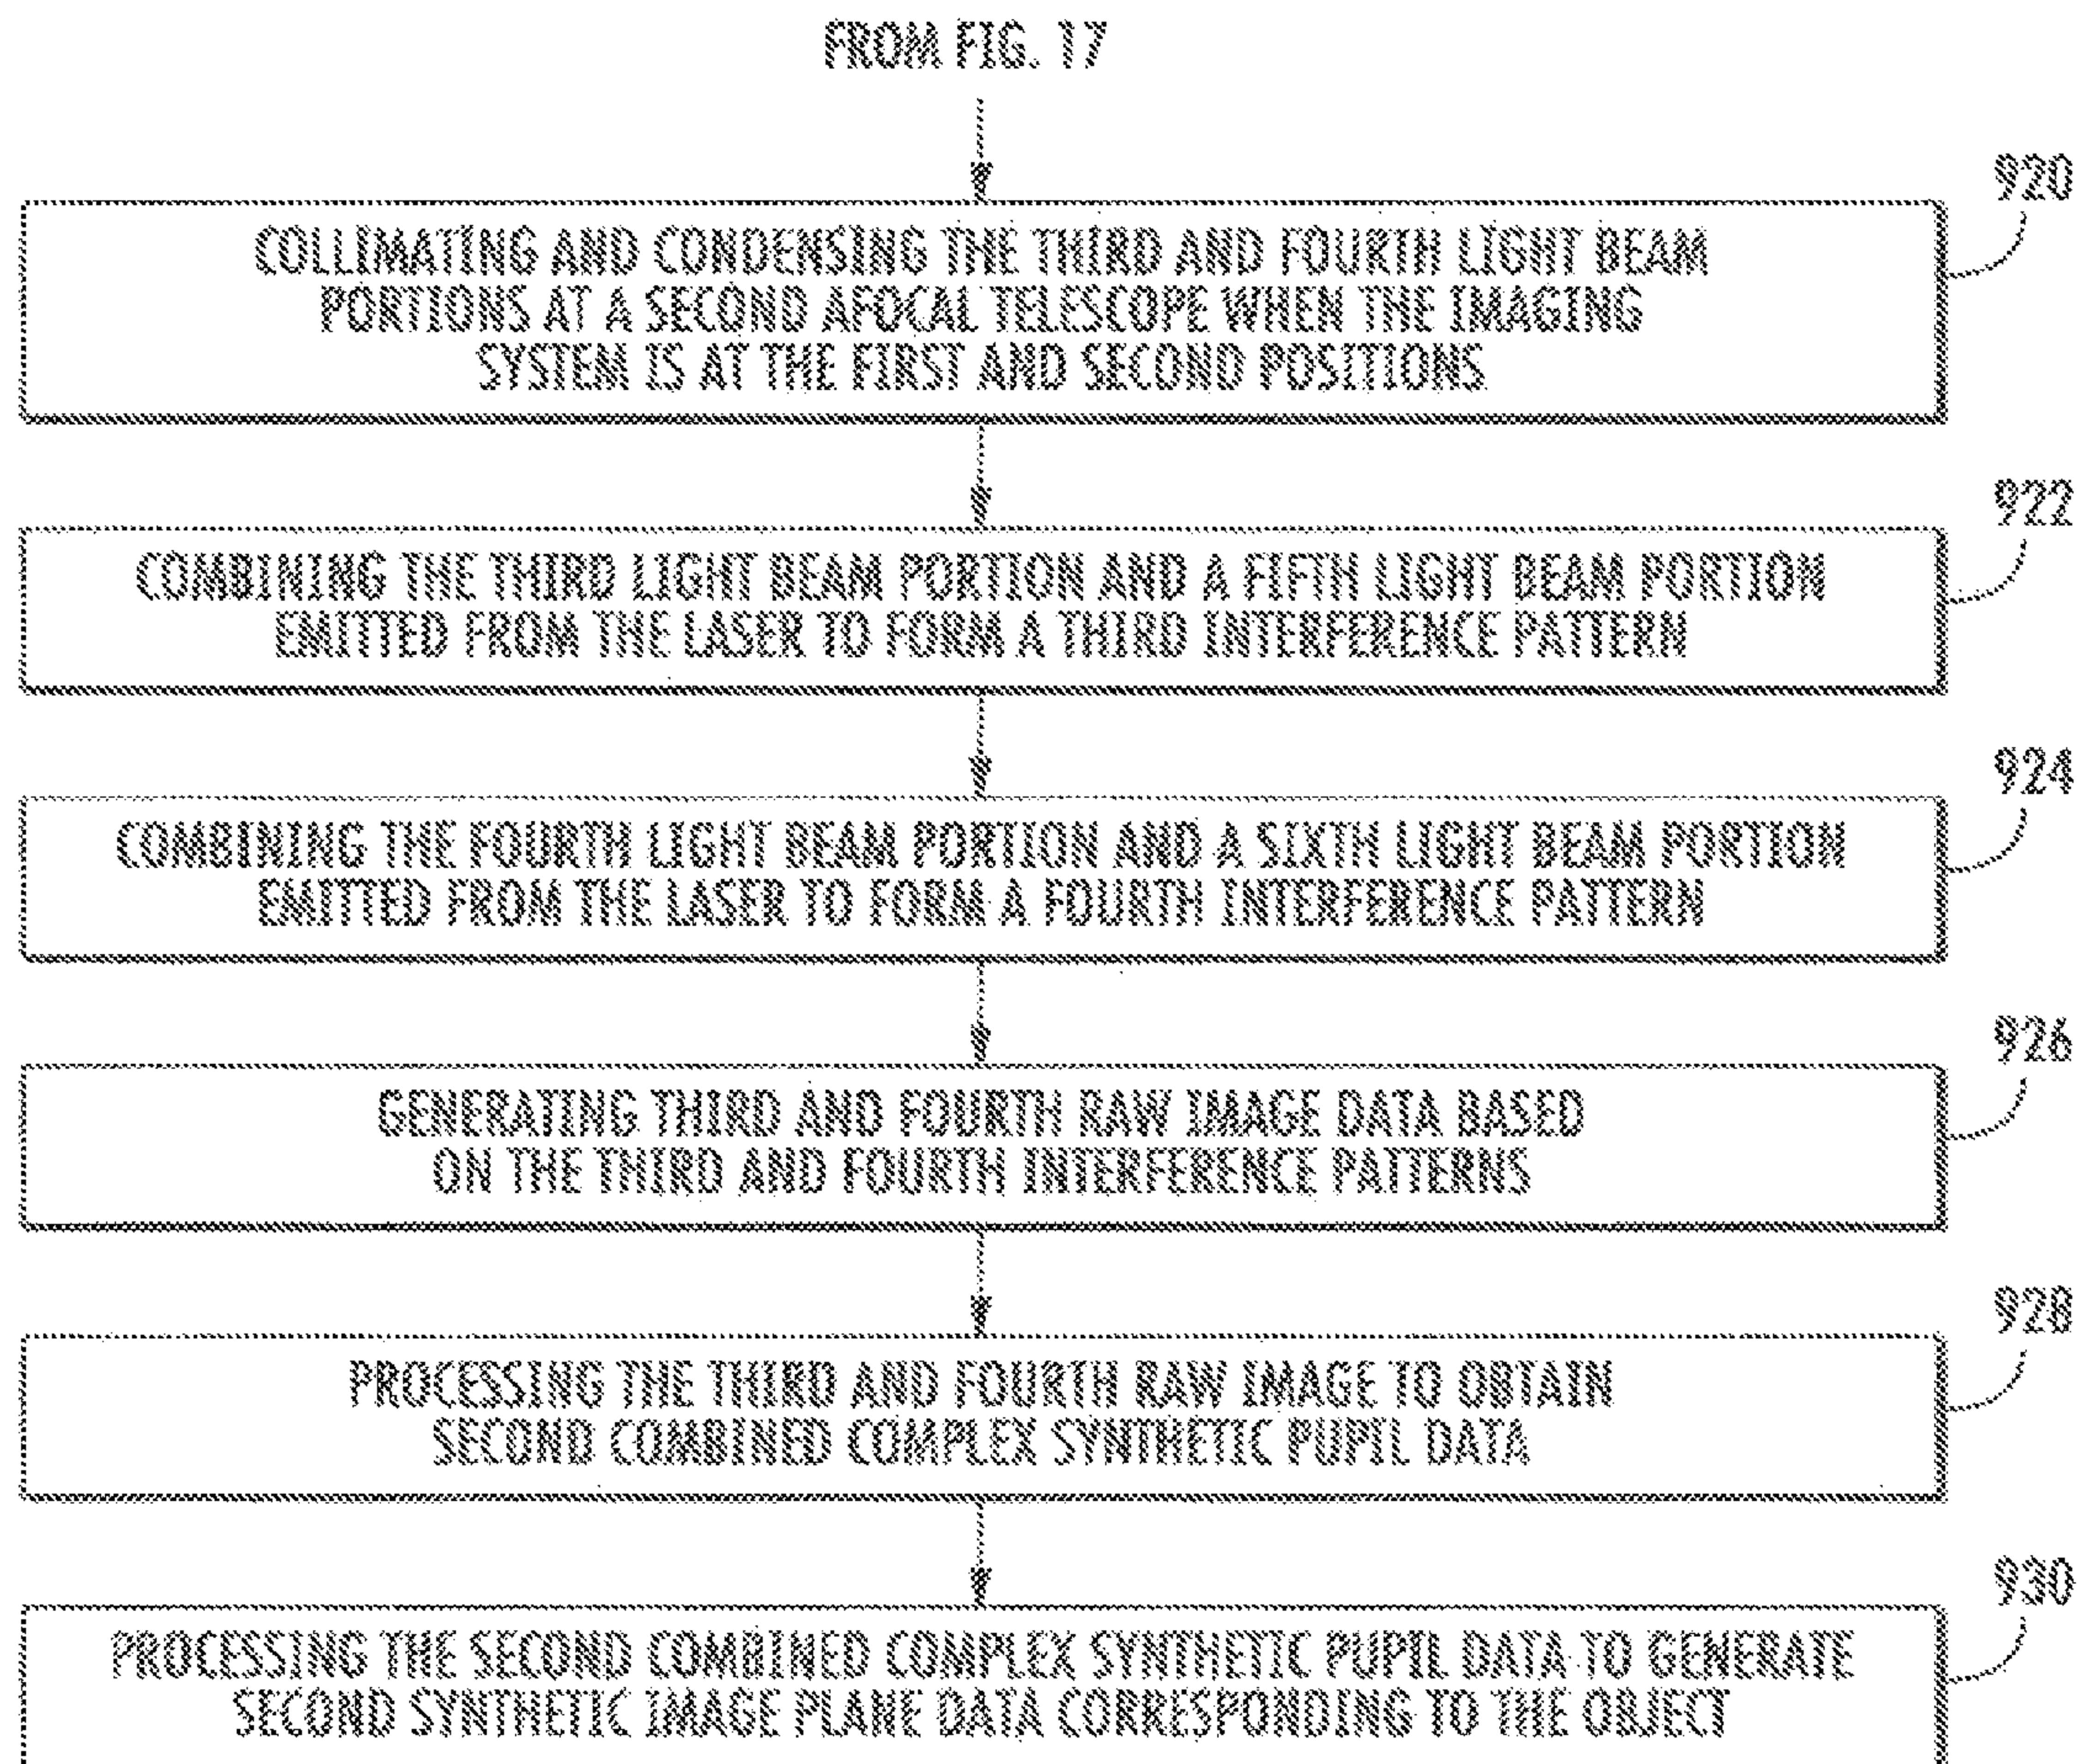 FROM FIG. 17
920
COLLIMATING AND CONDENSING THE THIRD AND FOURTH LIGHT BEAM
PORTIONS AT A SECOND AFOCAL TELESCOPE WHEN THE IMAGING
SYSTEM IS AT THE FIRST AND SECOND POSITIONS
922
COMBINING THE THIRD LIGHT BEAM PORTION AND A FIFTH LIGHT BEAM PORTION
EMITTED FROM THE LASER TO FORM A THIRD INTERFERENCE PATTERN
924
COMBINING THE FOURTH LIGHT BEAM PORTION AND A SIXTH LIGHT BEAM PORTION
EMITTED FROM THE LASER TO FORM A FOURTH INTERFERENCE PATTERN
926
GENERATING THIRD AND FOURTH RAW IMAGE DATA BASED
ON THE THIRD AND FOURTH INTERFERENCE PATTERNS
928
PROCESSING THE THIRD AND FOURTH RAW IMAGE TO OBTAIN
SECOND COMBINED COMPLEX SYNTHETIC PUPIL DATA
930
PROCESSING THE SECOND COMBINED COMPLEX SYNTHETIC PUPIL DATA TO GENERATE
SECOND SYNTHETIC IMAGE PLANE DATA CORRESPONDING TO THE OBJECT